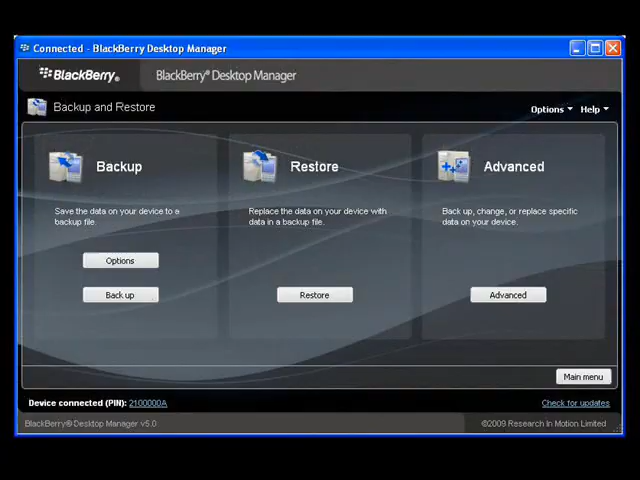 Connected - BlackBerry Desktop Manager
BlackBerry® BlackBerry® Desktop Manager
Backup and Restore
Options Help
Backup Restore Advanced
Save the data on your device to a
backup file.
Replace the data on your device with
data in a backup file.
Back up, change, or replace specific
data on your device.
Options
Back up Restore Advanced
Main menu
Device connected (PIN): 2100000A Check for updates
BlackBerry® Desktop Manager v5.0 ©2009 Research In Motion Limited